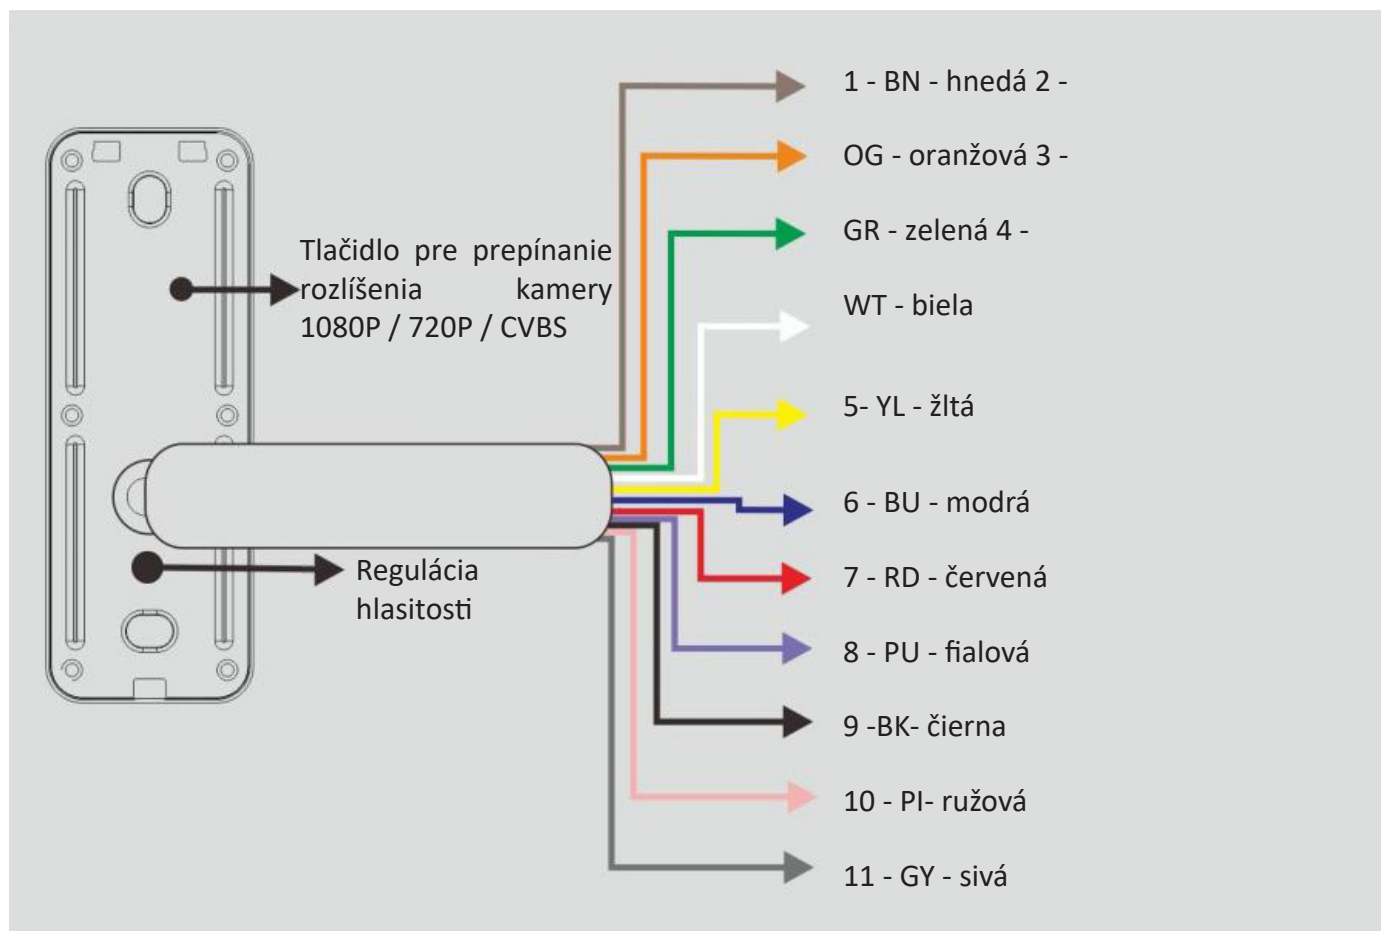 1 - BN - hnedá 2 -
OG - oranžová 3 -
GR - zelená 4 -
WT - biela
5- YL - žltá
6 - BU - modrá
7 - RD - červená
8 - PU - fialová
9 -BK- čierna
10 - PI- ružová
11 - GY - sivá
Tlačidlo pre prepínanie
rozlíšenia kamery
1080P / 720P / CVBS
Regulácia
hlasitosti